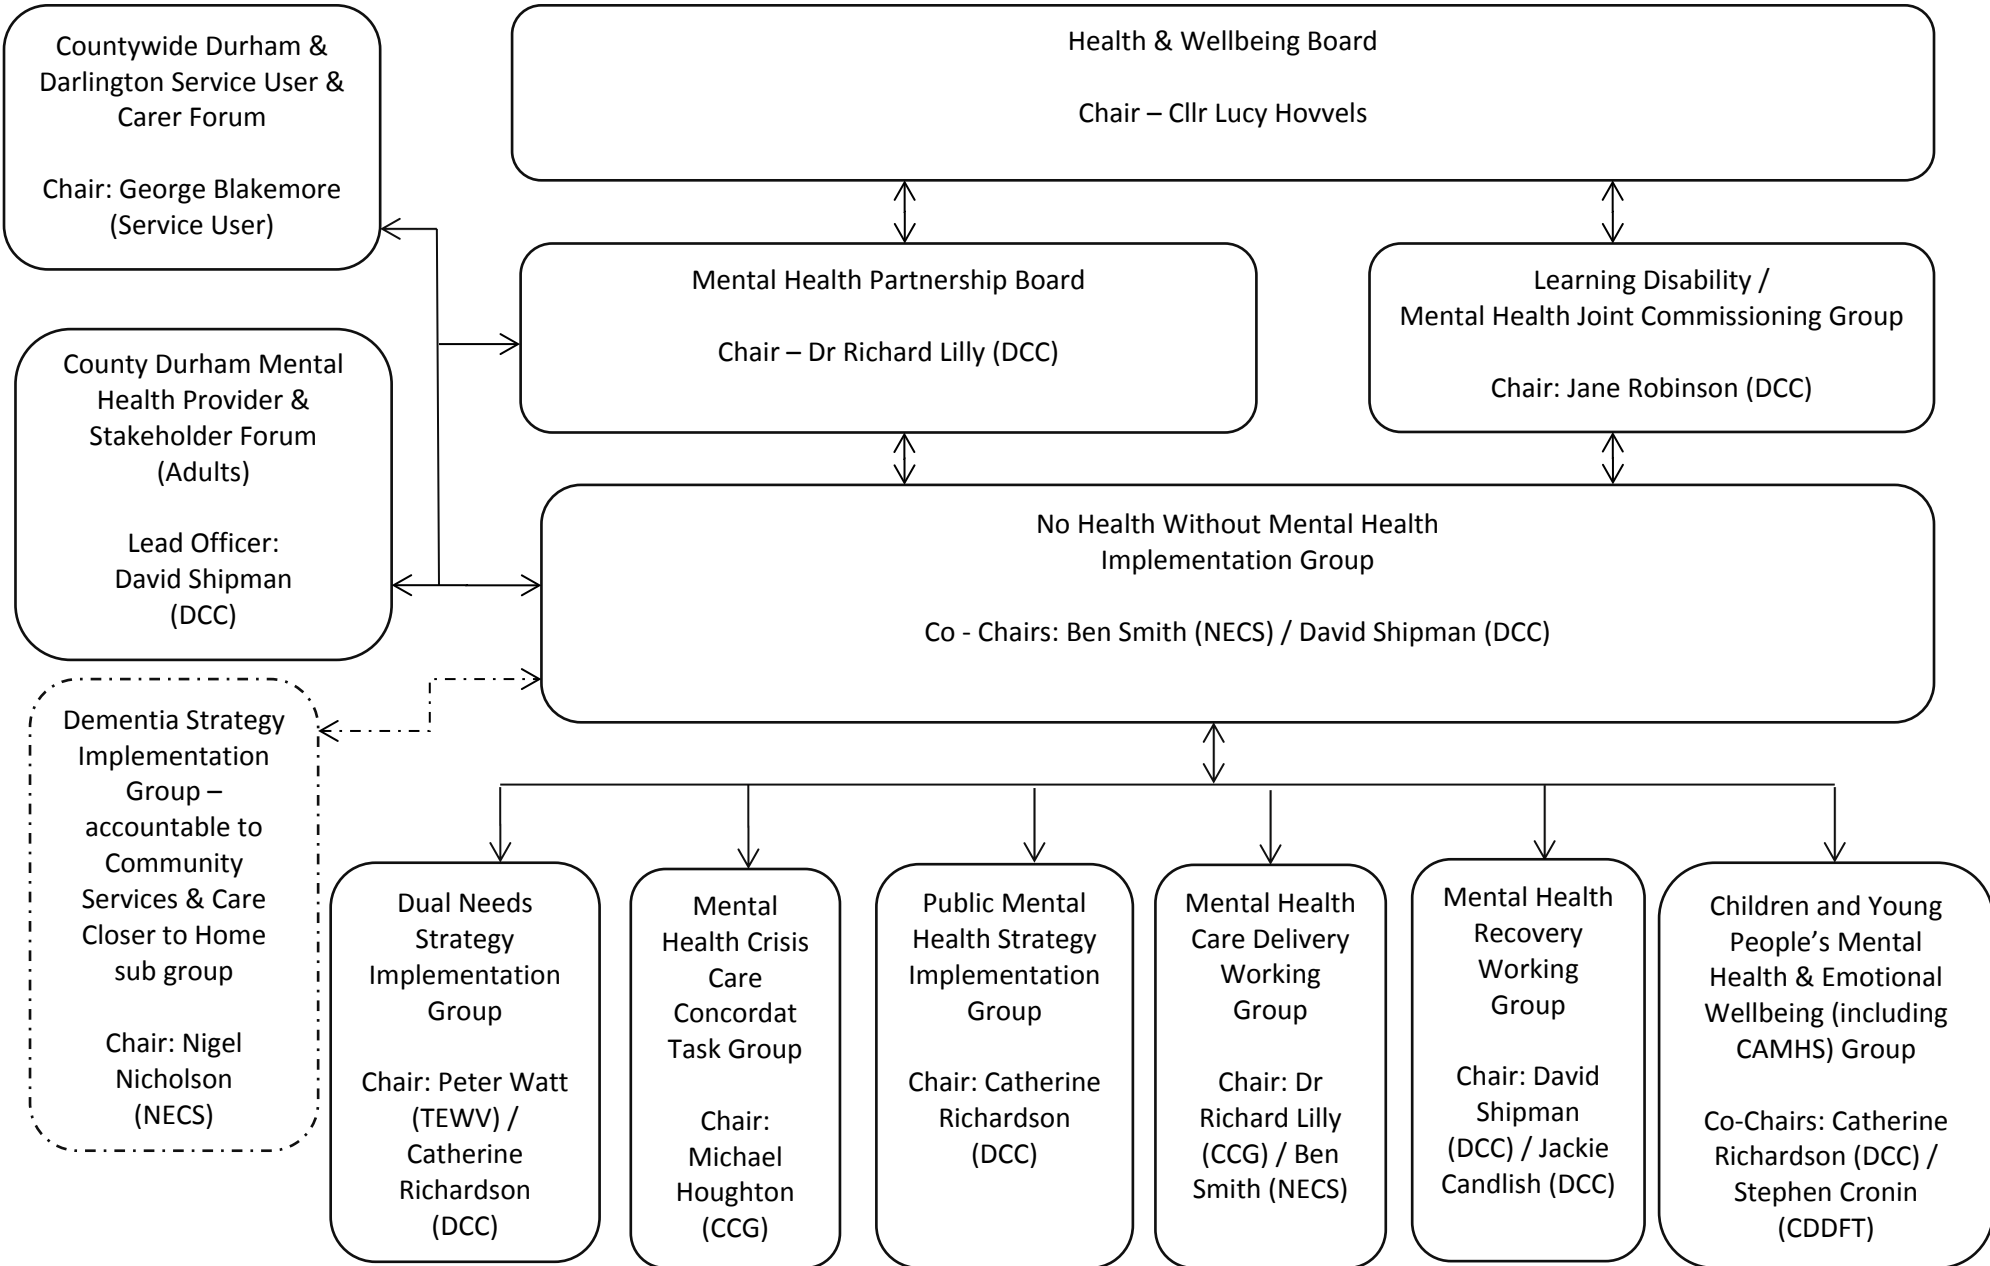 Countywide Durham &
Darlington Service User &
Carer Forum
Chair: George Blakemore
(Service User)
Health & Wellbeing Board
Chair – Cllr Lucy Hovvels
Mental Health Partnership Board
Chair – Dr Richard Lilly (DCC)
Learning Disability /
Mental Health Joint Commissioning Group
Chair: Jane Robinson (DCC)
County Durham Mental
Health Provider &
Stakeholder Forum
(Adults)
Lead Officer:
David Shipman
(DCC)
No Health Without Mental Health
Implementation Group
Co - Chairs: Ben Smith (NECS) / David Shipman (DCC)
Dementia Strategy
Implementation
Group –
accountable to
Community
Services & Care
Closer to Home
sub group
Chair: Nigel
Nicholson
(NECS)
Dual Needs
Strategy
Implementation
Group
Chair: Peter Watt
(TEWV) /
Catherine
Richardson
(DCC)
Mental
Health Crisis
Care
Concordat
Task Group
Chair:
Michael
Houghton
(CCG)
Public Mental
Health Strategy
Implementation
Group
Chair: Catherine
Richardson
(DCC)
Mental Health
Care Delivery
Working
Group
Chair: Dr
Richard Lilly
(CCG) / Ben
Smith (NECS)
Mental Health
Recovery
Working
Group
Chair: David
Shipman
(DCC) / Jackie
Candlish (DCC)
Children and Young
People’s Mental
Health & Emotional
Wellbeing (including
CAMHS) Group
Co-Chairs: Catherine
Richardson (DCC) /
Stephen Cronin
(CDDFT)